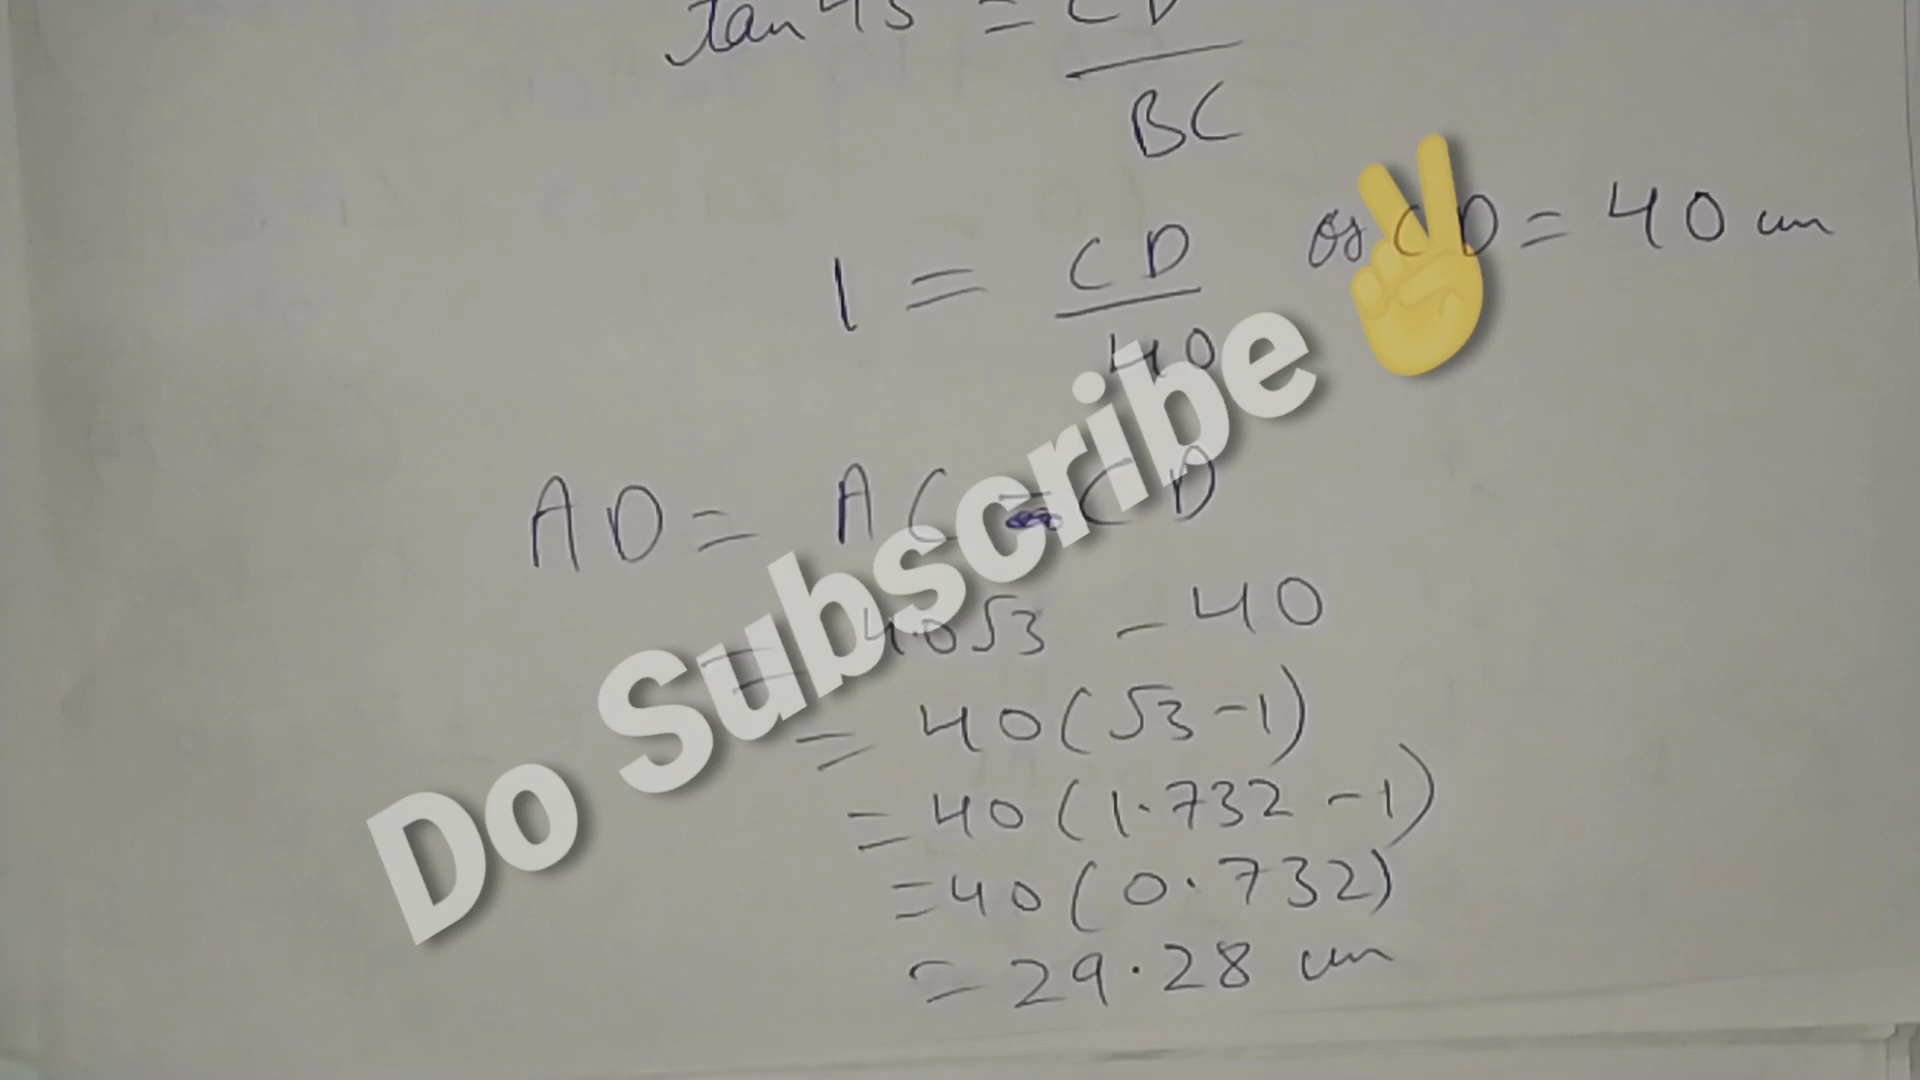 tan 45 = CD
BC
1 = CD/40 or CD = 40 cm
AD = AC - CD
= 40√3 - 40
= 40(√3-1)
= 40(1.732-1)
= 40(0.732)
= 29.28 cm
Do Subscribe ✌